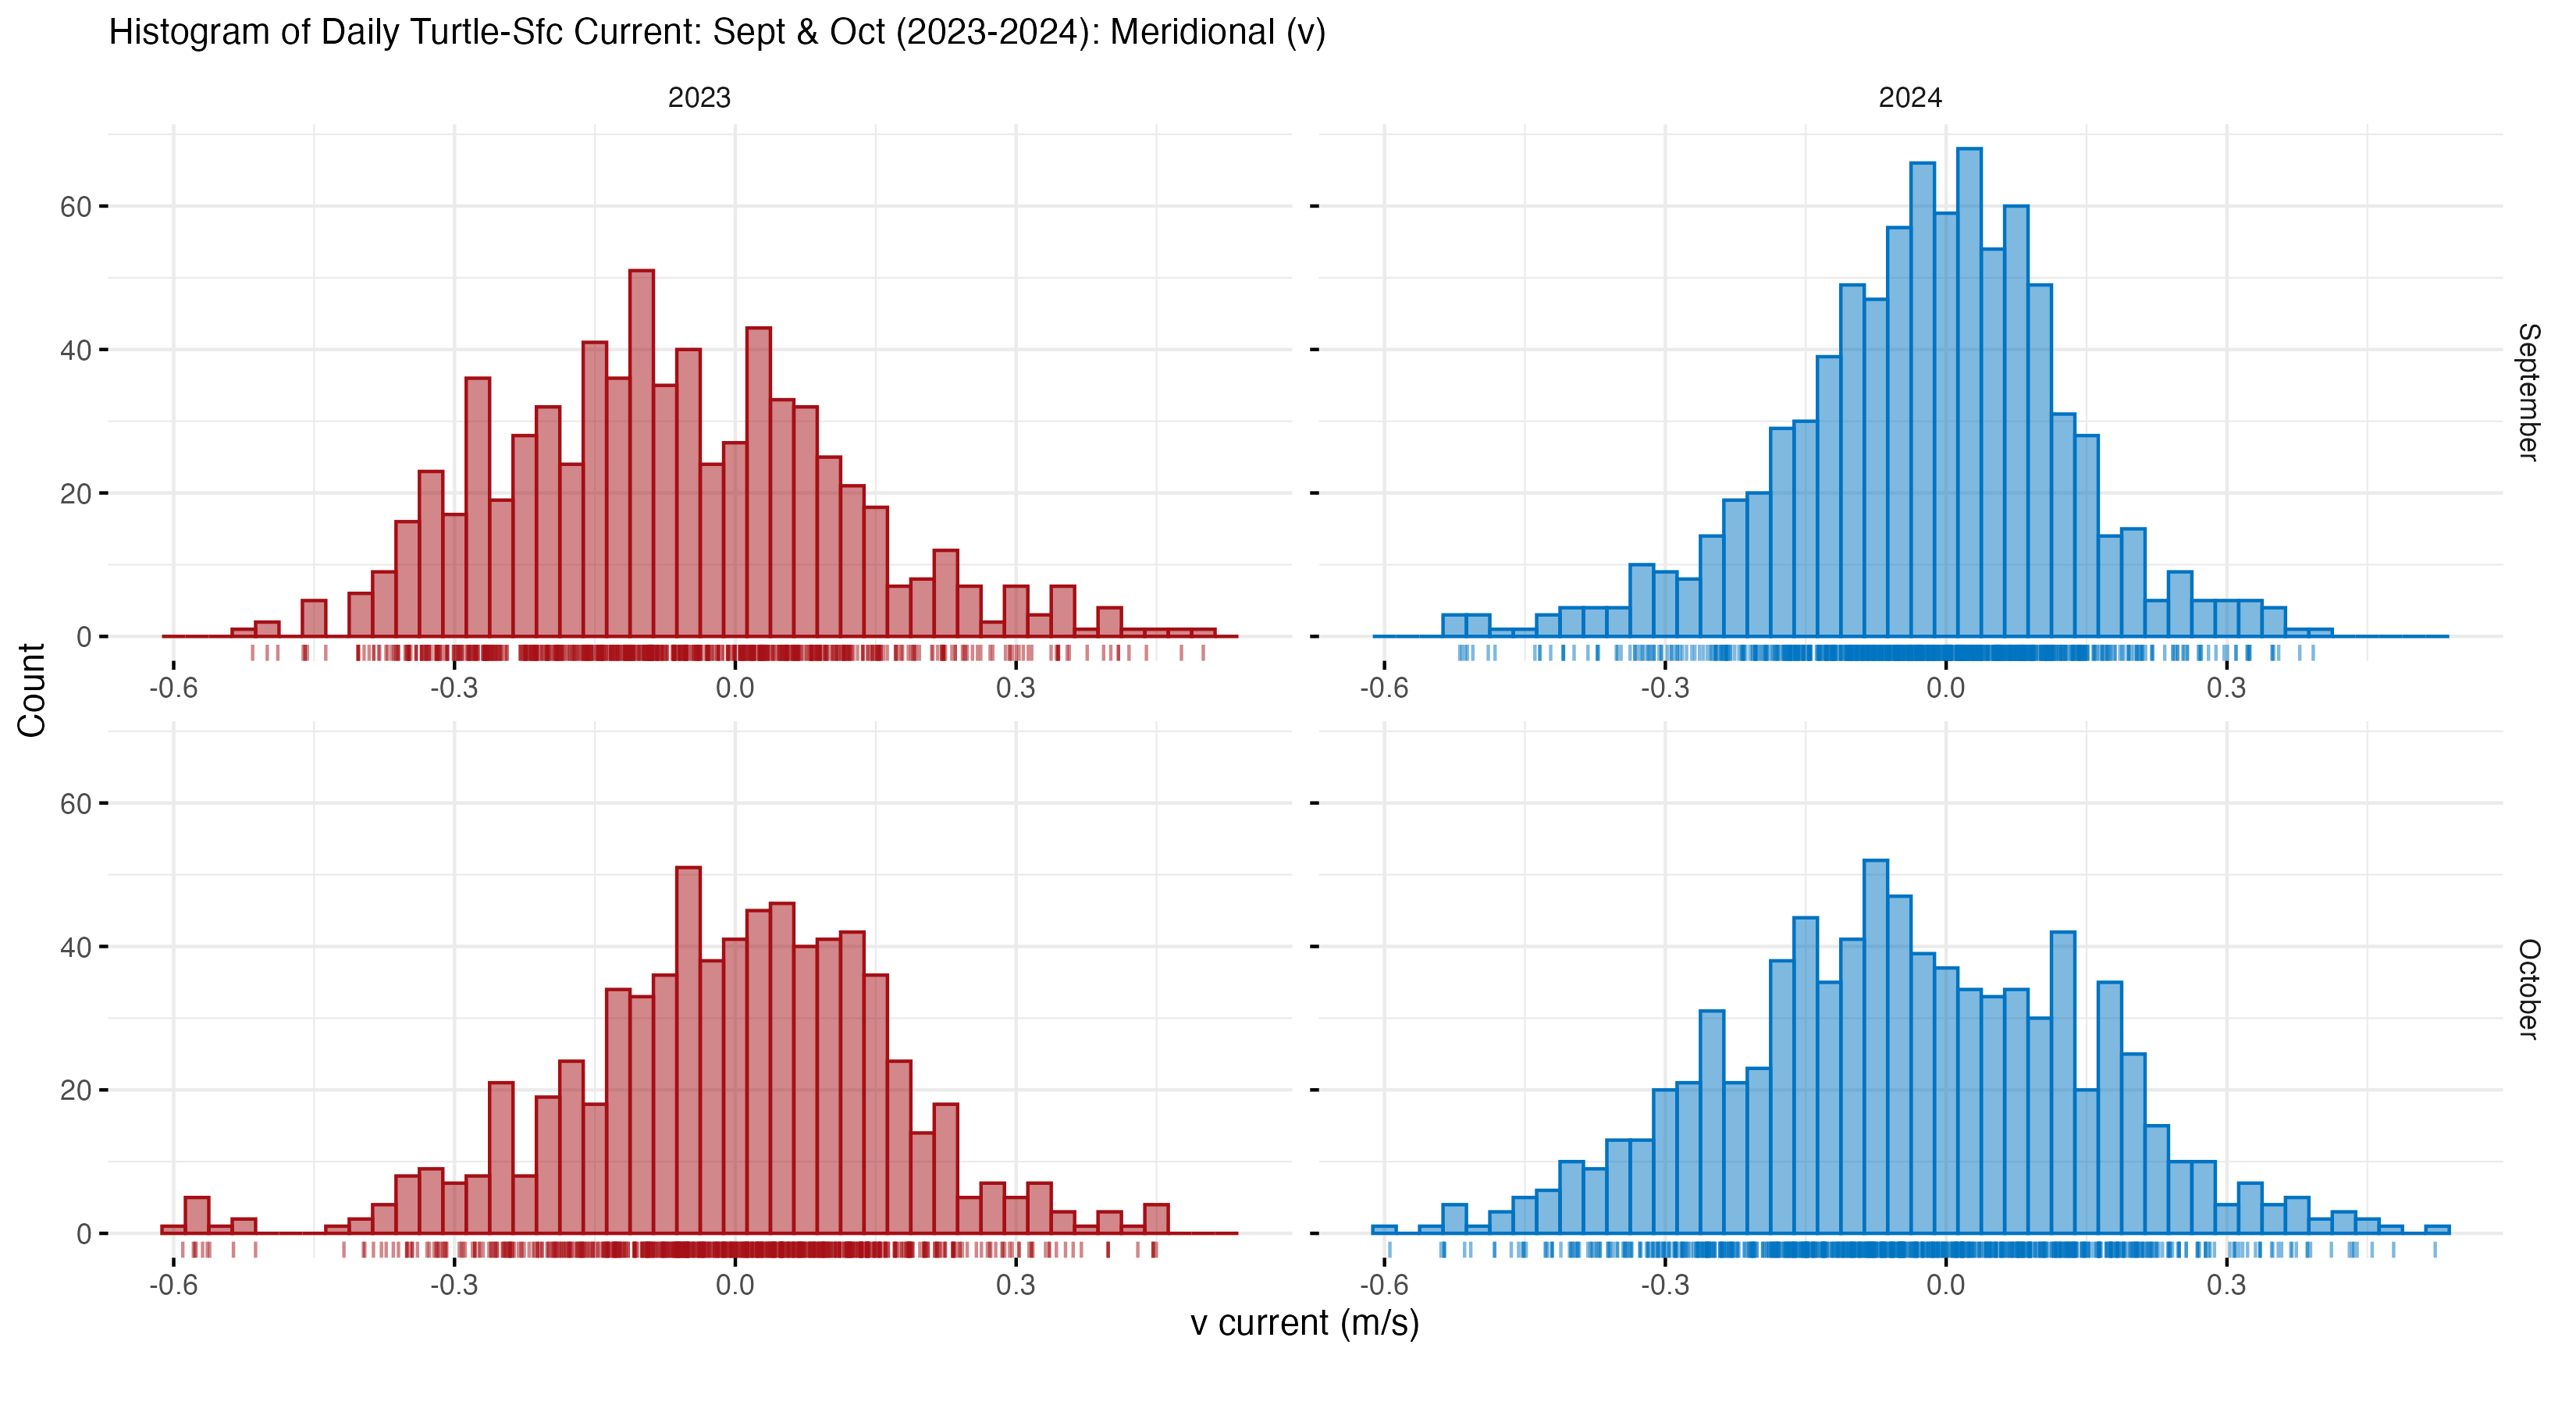 Histogram of Daily Turtle-Sfc Current: Sept & Oct (2023-2024): Meridional (v)
2023
2024
60
40
20
0
September
-0.6 -0.3 0.0 0.3
-0.6 -0.3 0.0 0.3
Count
60
40
20
0
October
-0.6 -0.3 0.0 0.3
-0.6 -0.3 0.0 0.3
v current (m/s)